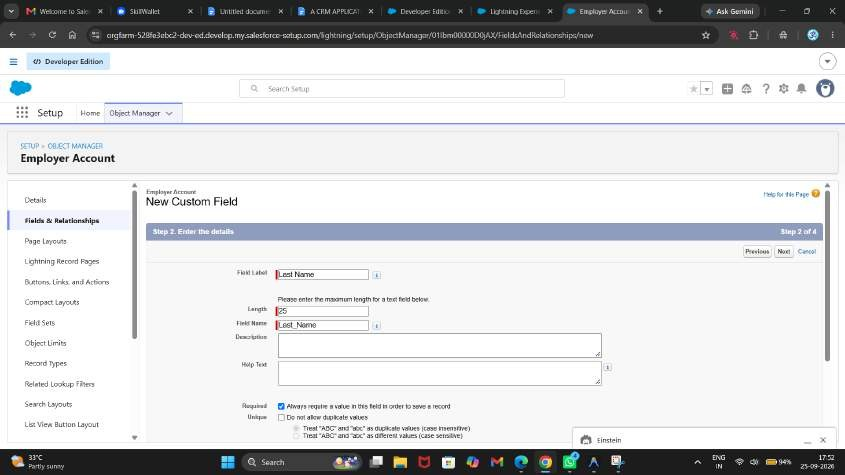 Welcome to Sales
SkillWallet
Untitled docume
A CRM APPLICAT
Developer Editio
Lightning Experie
Employer Accoun
Ask Gemini
orgfarm-528fe3ebc2-dev-ed.develop.my.salesforce-setup.com/lightning/setup/ObjectManager/01Ibm00000D0jAX/FieldsAndRelationships/new
Developer Edition
Search Setup
Setup
Home
Object Manager
SETUP > OBJECT MANAGER
Employer Account
Details
Fields & Relationships
Page Layouts
Lightning Record Pages
Buttons, Links, and Actions
Compact Layouts
Field Sets
Object Limits
Record Types
Related Lookup Filters
Search Layouts
List View Button Layout
Employer Account
New Custom Field
Help for this Page
Step 2. Enter the details
Step 2 of 4
Previous
Next
Cancel
Field Label
Last Name
Please enter the maximum length for a text field below.
Length
25
Field Name
Last_Name
Description
Help Text
Required
Always require a value in this field in order to save a record
Unique
Do not allow duplicate values
Treat "ABC" and "abc" as duplicate values (case insensitive)
Treat "ABC" and "abc" as different values (case sensitive)
Einstein
33°C
Partly sunny
Search
ENG
IN
94%
17:52
25-09-2026